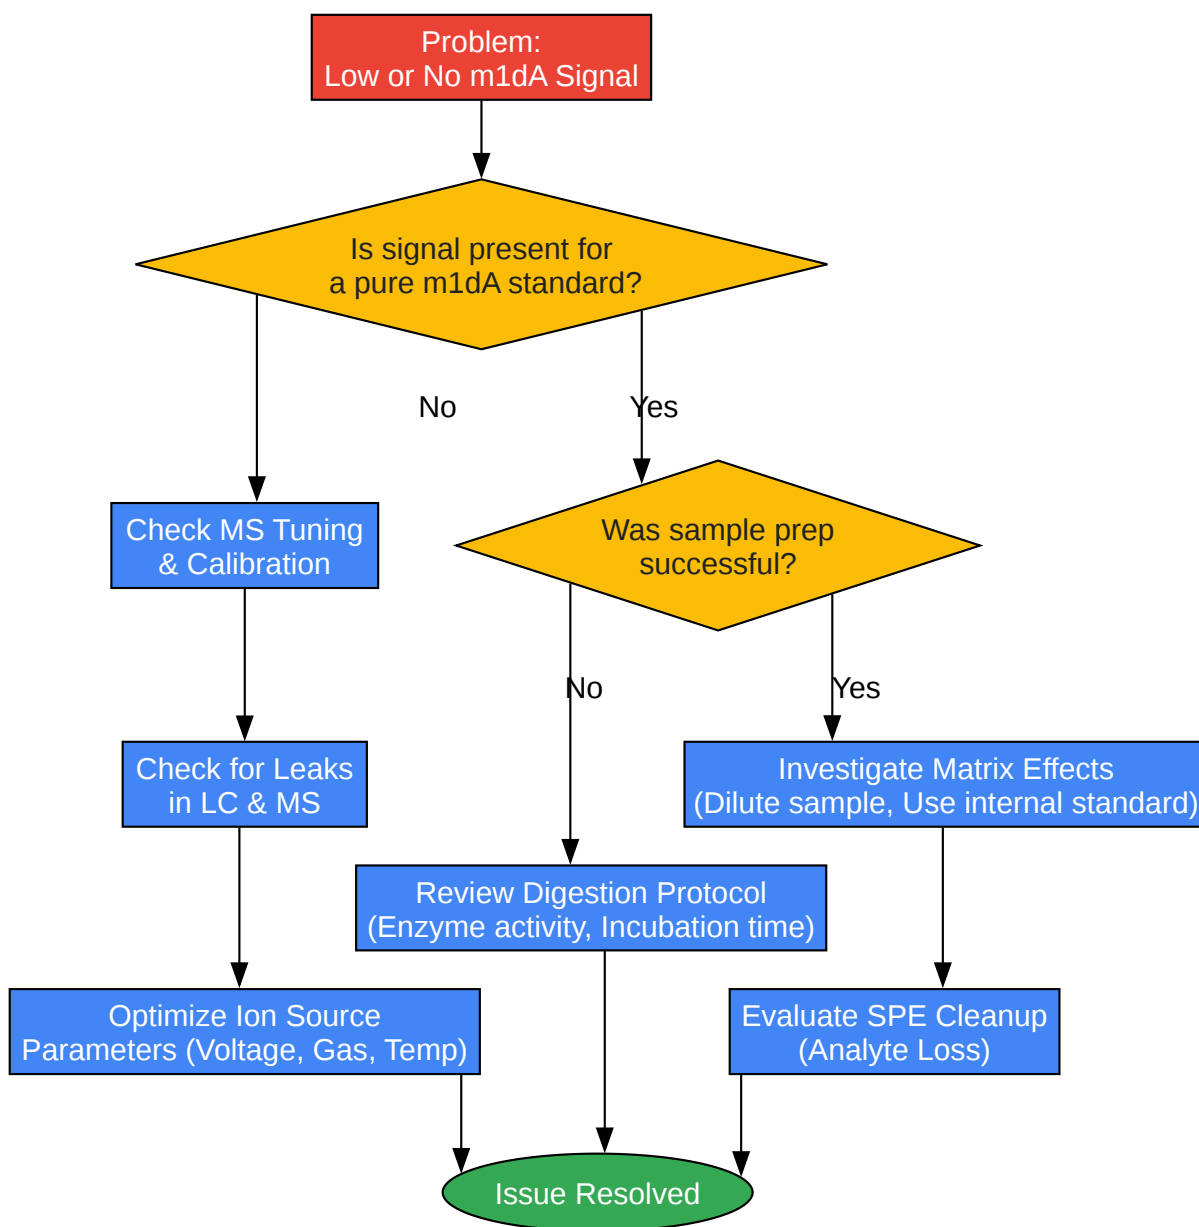 Problem:
Low or No m1dA Signal
Is signal present for
a pure m1dA standard?
No
Yes
Check MS Tuning
& Calibration
Was sample prep
successful?
No
Yes
Check for Leaks
in LC & MS
Investigate Matrix Effects
(Dilute sample, Use internal standard)
Review Digestion Protocol
(Enzyme activity, Incubation time)
Optimize Ion Source
Parameters (Voltage, Gas, Temp)
Evaluate SPE Cleanup
(Analyte Loss)
Issue Resolved